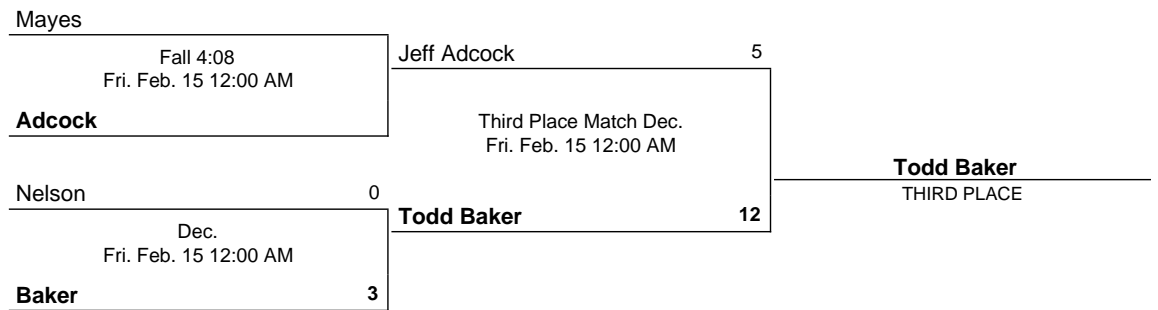 Mayes
Fall 4:08
Fri. Feb. 15 12:00 AM
Adcock
Jeff Adcock 5
Third Place Match Dec.
Fri. Feb. 15 12:00 AM
Nelson 0
Dec.
Fri. Feb. 15 12:00 AM
Baker 3
Todd Baker 12
Todd Baker
THIRD PLACE